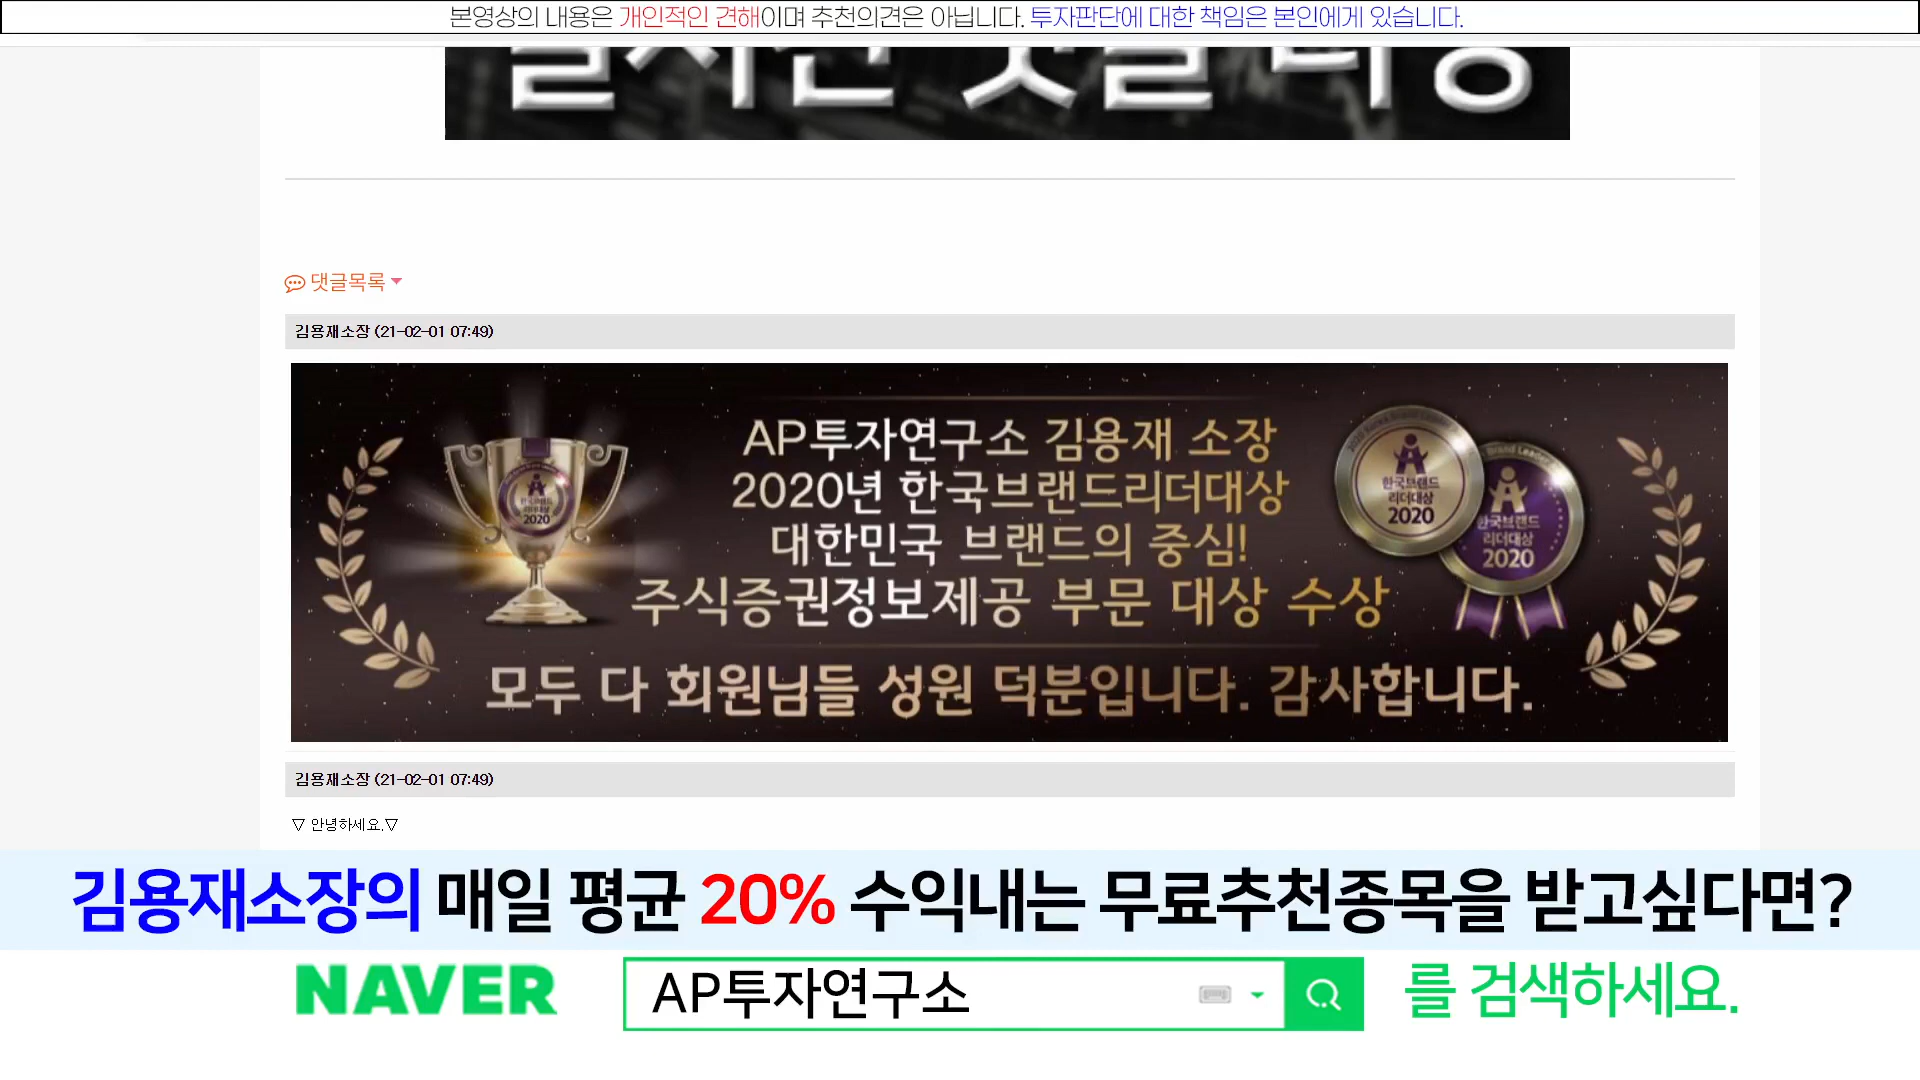 본영상의 내용은 개인적인 견해이며 추천의견은 아닙니다. 투자판단에 대한 책임은 본인에게 있습니다.
댓글목록
김용재소장 (21-02-01 07:49)
AP투자연구소 김용재 소장
2020년 한국브랜드리더대상
대한민국 브랜드의 중심!
주식증권정보제공 부문 대상 수상
모두 다 회원님들 성원 덕분입니다. 감사합니다.
한국브랜드
리더대상
2020
한국브랜드
리더대상
2020
한국브랜드
리더대상
2020
김용재소장 (21-02-01 07:49)
▽ 안녕하세요.▽
김용재소장의 매일 평균 20% 수익내는 무료추천종목을 받고싶다면?
NAVER AP투자연구소 를 검색하세요.